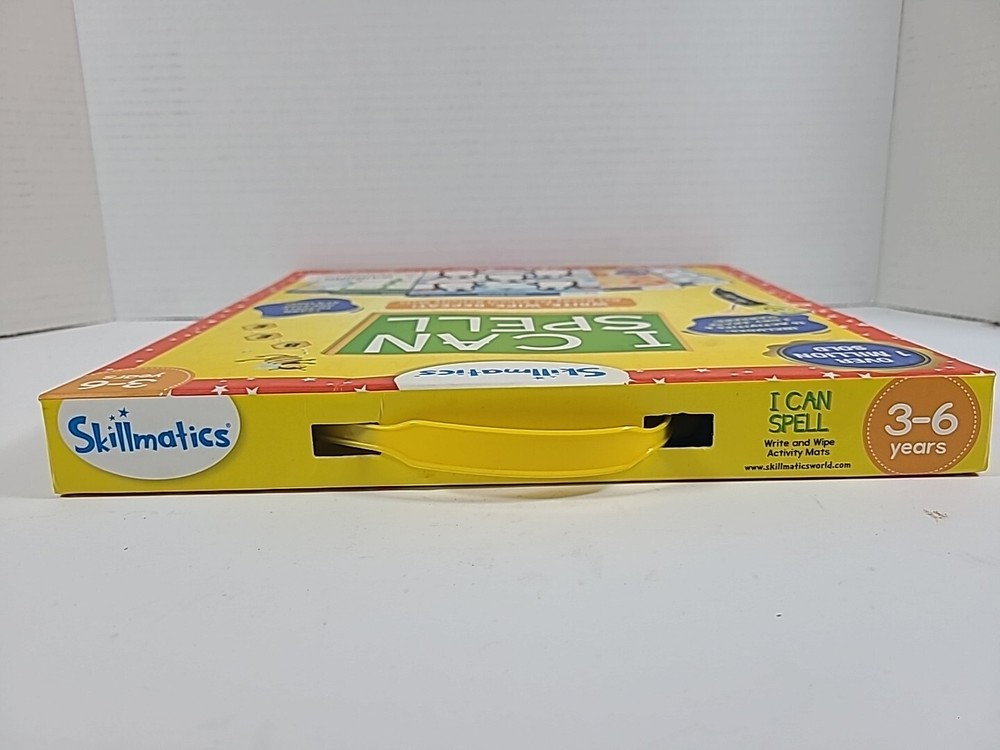 I CAN
SPELL
OVER
1 MILLION
SOLD
Skillmatics
3-6
Skillmatics
I CAN
SPELL
Write and Wipe
Activity Mats
www.skillmaticsworld.com
3-6
years